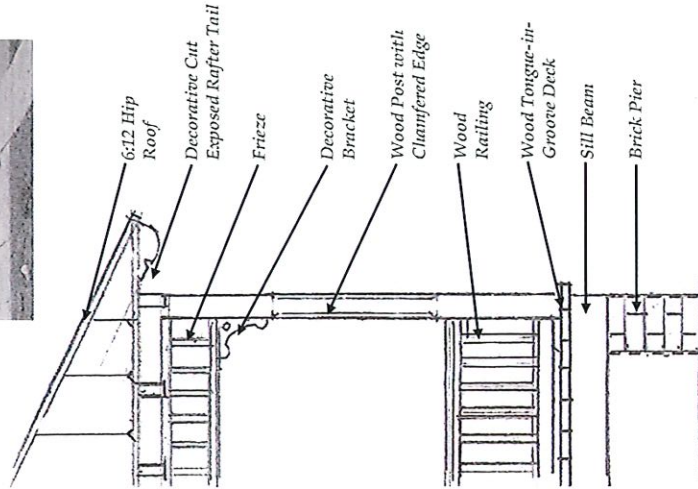 6:12 Hip
Roof
Decorative Cut
Exposed Rafter Tail
Frieze
Decorative
Bracket
Wood Post with
Chamfered Edge
Wood
Railing
Wood Tongue-in-
Groove Deck
Sill Beam
Brick Pier